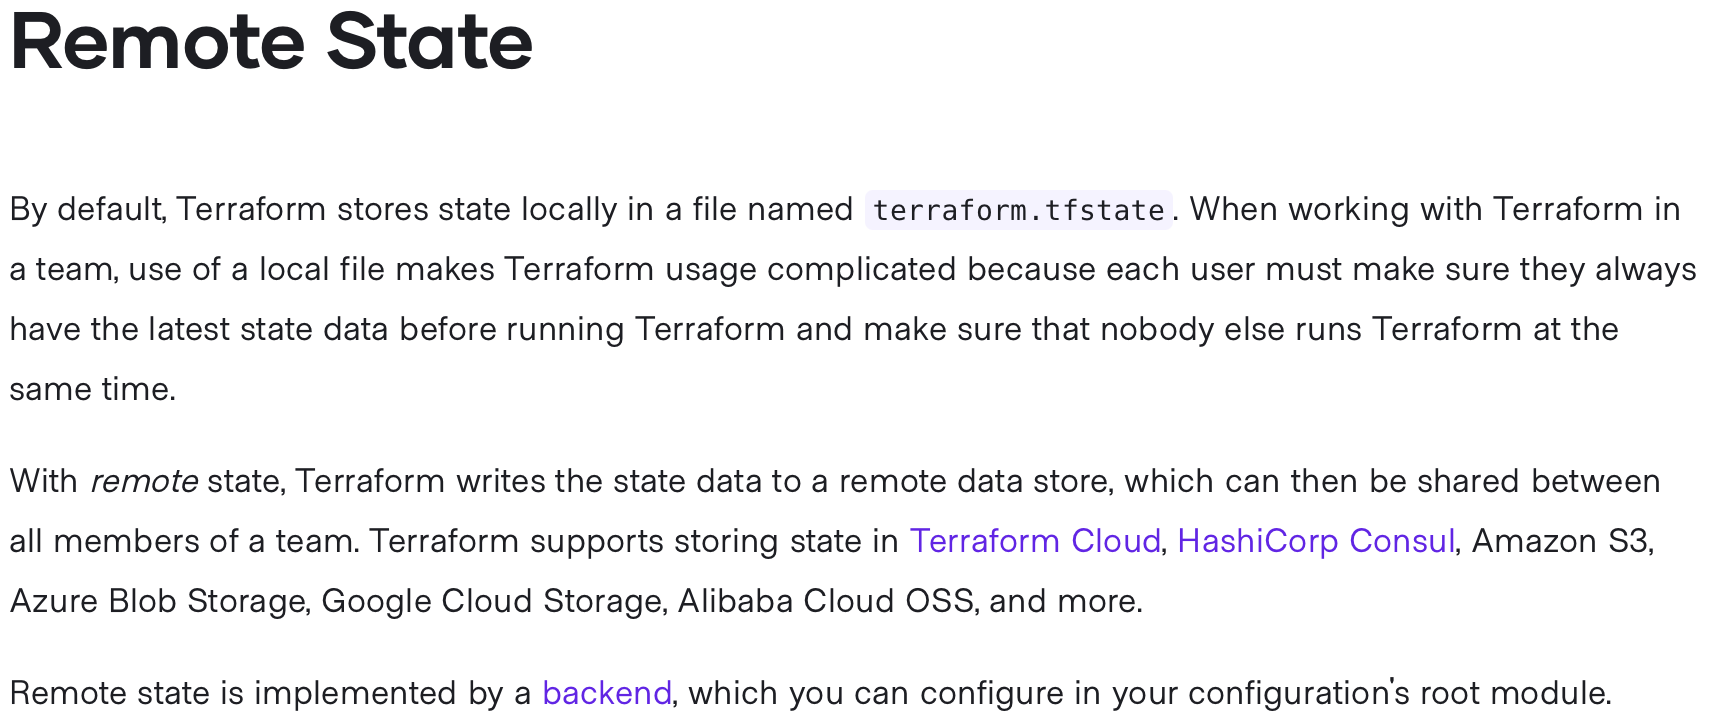 Remote State
By default, Terraform stores state locally in a file named terraform.tfstate. When working with Terraform in
a team, use of a local file makes Terraform usage complicated because each user must make sure they always
have the latest state data before running Terraform and make sure that nobody else runs Terraform at the
same time.
With remote state, Terraform writes the state data to a remote data store, which can then be shared between
all members of a team. Terraform supports storing state in Terraform Cloud, HashiCorp Consul, Amazon S3,
Azure Blob Storage, Google Cloud Storage, Alibaba Cloud OSS, and more.
Remote state is implemented by a backend, which you can configure in your configuration's root module.